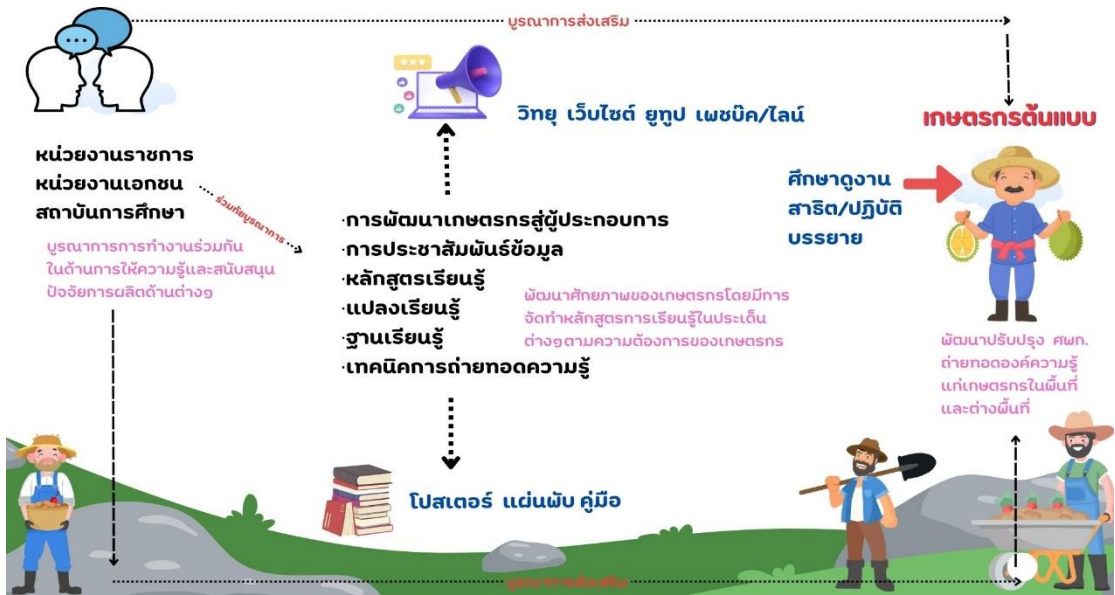 บูรณาการส่งเสริม
วิทยุ เว็บไซต์ ยูทูป เพชบ๊ค/ไลน์
เกษตรกรต้นแบบ
หน่วยงานราชการ
หน่วยงานเอกชน
สถาบันการศึกษา
ร่วมกัยบูรณาการ
บูรณาการการทำงานร่วมกัน
ในด้านการให้ความรู้และสนับสนุน
ปัจจัยการผลิตด้านต่างๆ
·การพัฒนาเกษตรกรสู่ผู้ประกอบการ
·การประชาสัมพันธ์ข้อมูล
·หลักสูตรเรียนรู้
·แปลงเรียนรู้
·ฐานเรียนรู้
·เทคนิคการถ่ายทอดความรู้
พัฒนาศักยภาพของเกษตรกรโดยมีการ
จัดทำหลักสูตรการเรียนรู้ในประเด็น
ต่างๆตามความต้องการของเกษตรกร
ศึกษาดูงาน
สาธิต/ปฏิบัติ
บรรยาย
พัฒนาปรับปรุง ศพก.
ถ่ายทอดองค์ความรู้
แก่เกษตรกรในพื้นที่
และต่างพื้นที่
โปสเตอร์ แผ่นพับ คู่มือ
บูรณาการส่งเสริม